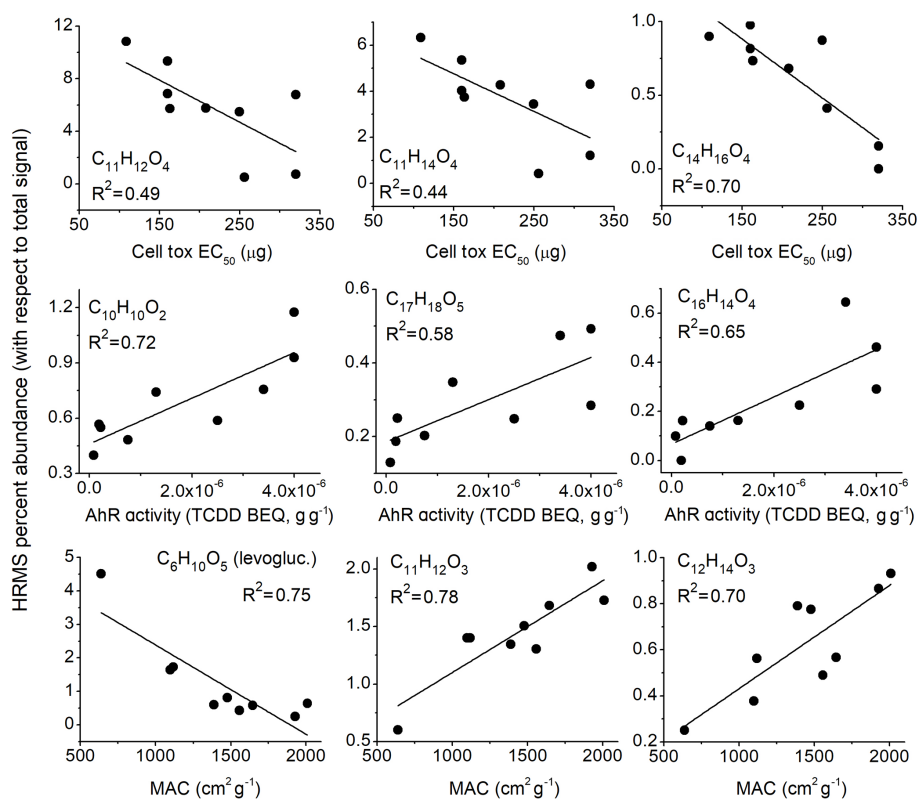 HRMS percent abundance (with respect to total signal)
12
8
4
0
C₁₁H₁₂O₄
R²=0.49
50 150 250 350
Cell tox EC₅₀ (μg)
6
4
2
0
C₁₁H₁₄O₄
R²=0.44
50 150 250 350
Cell tox EC₅₀ (μg)
1.0
0.5
0.0
C₁₄H₁₆O₄
R²=0.70
50 150 250 350
Cell tox EC₅₀ (μg)
1.2
0.9
0.6
0.3
C₁₀H₁₀O₂
R²=0.72
0.0 2.0x10⁻⁶ 4.0x10⁻⁶
AhR activity (TCDD BEQ, g g⁻¹)
0.6
0.4
0.2
C₁₇H₁₈O₅
R²=0.58
0.0 2.0x10⁻⁶ 4.0x10⁻⁶
AhR activity (TCDD BEQ, g g⁻¹)
0.6
0.4
0.2
0.0
C₁₆H₁₄O₄
R²=0.65
0.0 2.0x10⁻⁶ 4.0x10⁻⁶
AhR activity (TCDD BEQ, g g⁻¹)
C₆H₁₀O₅ (levogluc.)
R²=0.75
5
4
3
2
1
0
500 1000 1500 2000
MAC (cm² g⁻¹)
C₁₁H₁₂O₃
R²=0.78
2.0
1.5
1.0
0.5
500 1000 1500 2000
MAC (cm² g⁻¹)
C₁₂H₁₄O₃
R²=0.70
1.0
0.8
0.6
0.4
0.2
500 1000 1500 2000
MAC (cm² g⁻¹)